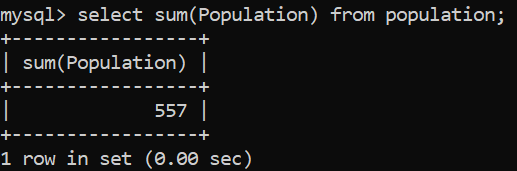 mysql> select sum(Population) from population;
+-----------------+
| sum(Population) |
+-----------------+
|             557 |
+-----------------+
1 row in set (0.00 sec)